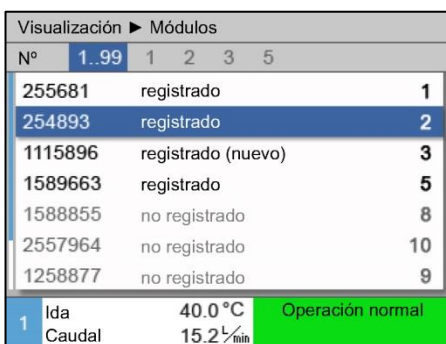 Visualización ► Módulos
Nº 1..99 1 2 3 5
255681 registrado 1
254893 registrado 2
1115896 registrado (nuevo) 3
1589663 registrado 5
1588855 no registrado 8
2557964 no registrado 10
1258877 no registrado 9
1 Ida 40.0 °C Operación normal
Caudal 15.2 L/min